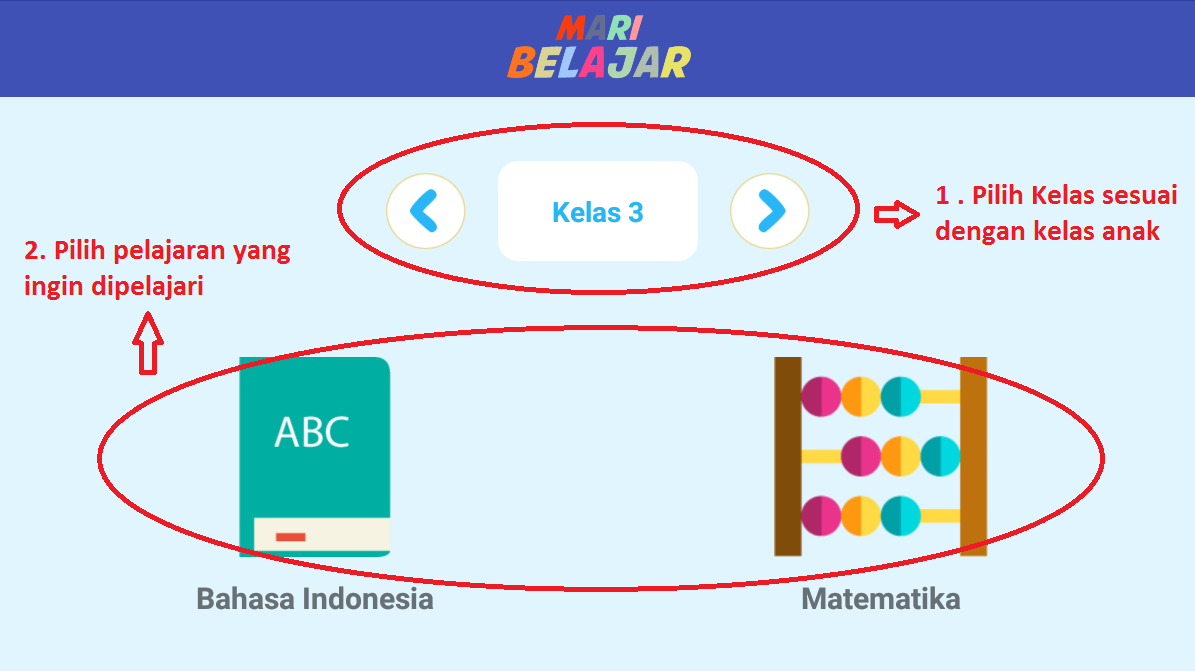 MARI
BELAJAR
Kelas 3
1 . Pilih Kelas sesuai
dengan kelas anak
2. Pilih pelajaran yang
ingin dipelajari
ABC
Bahasa Indonesia
Matematika